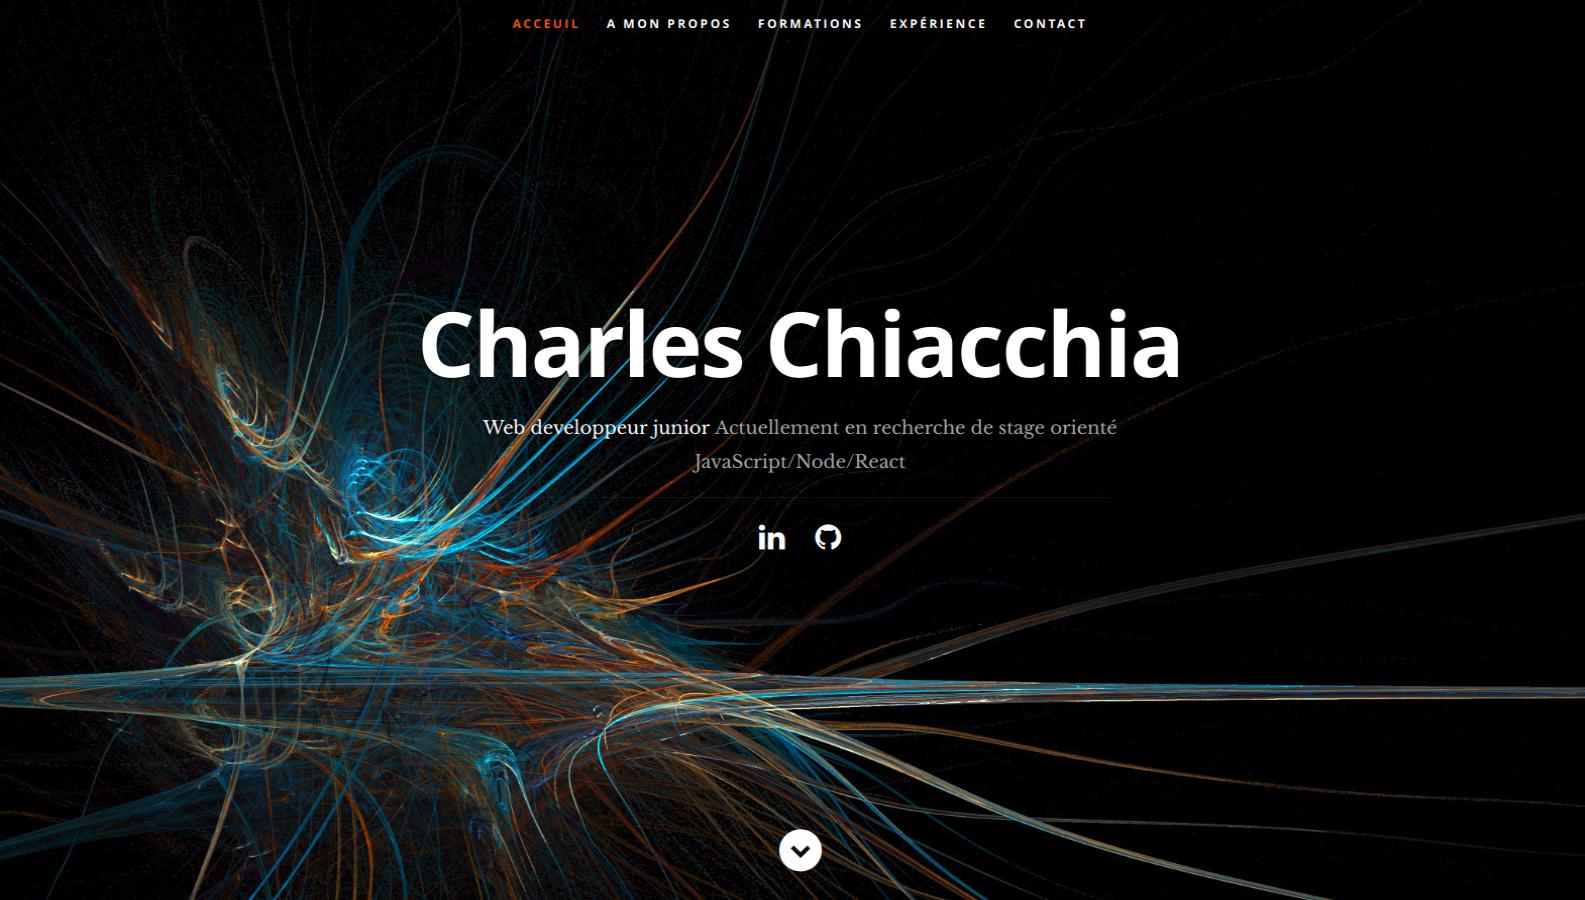 ACCEUIL A MON PROPOS FORMATIONS EXPÉRIENCE CONTACT
Charles Chiacchia
Web developpeur junior Actuellement en recherche de stage orienté
JavaScript/Node/React
in